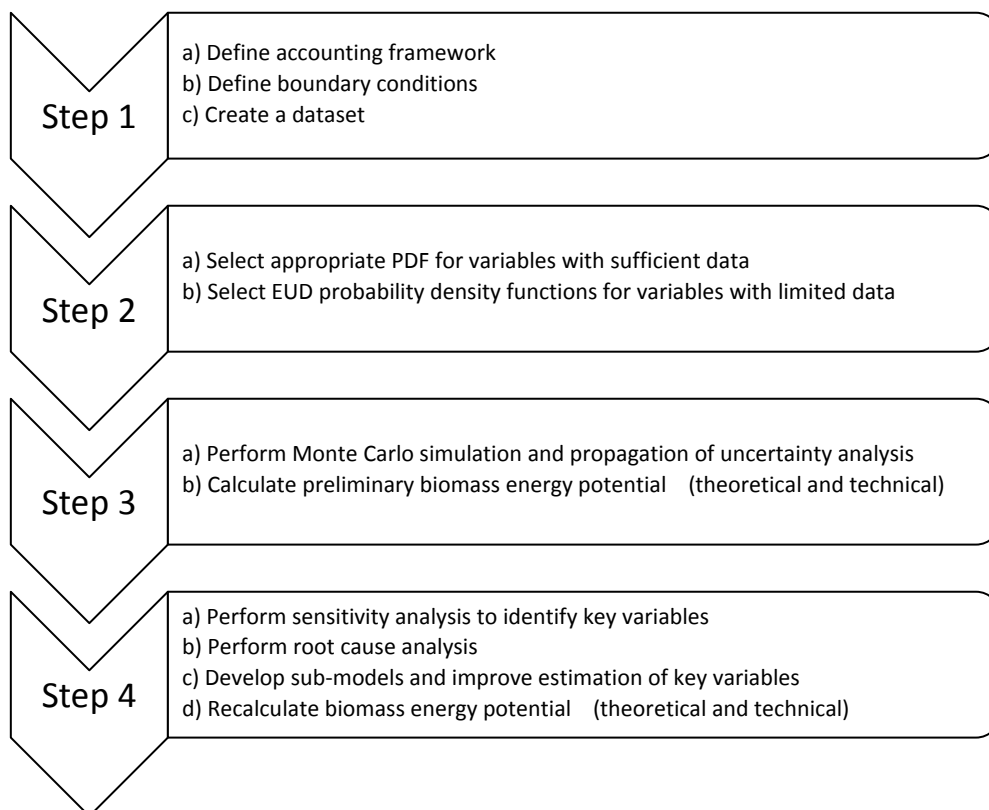 Step 1
a) Define accounting framework
b) Define boundary conditions
c) Create a dataset
Step 2
a) Select appropriate PDF for variables with sufficient data
b) Select EUD probability density functions for variables with limited data
Step 3
a) Perform Monte Carlo simulation and propagation of uncertainty analysis
b) Calculate preliminary biomass energy potential (theoretical and technical)
Step 4
a) Perform sensitivity analysis to identify key variables
b) Perform root cause analysis
c) Develop sub-models and improve estimation of key variables
d) Recalculate biomass energy potential (theoretical and technical)